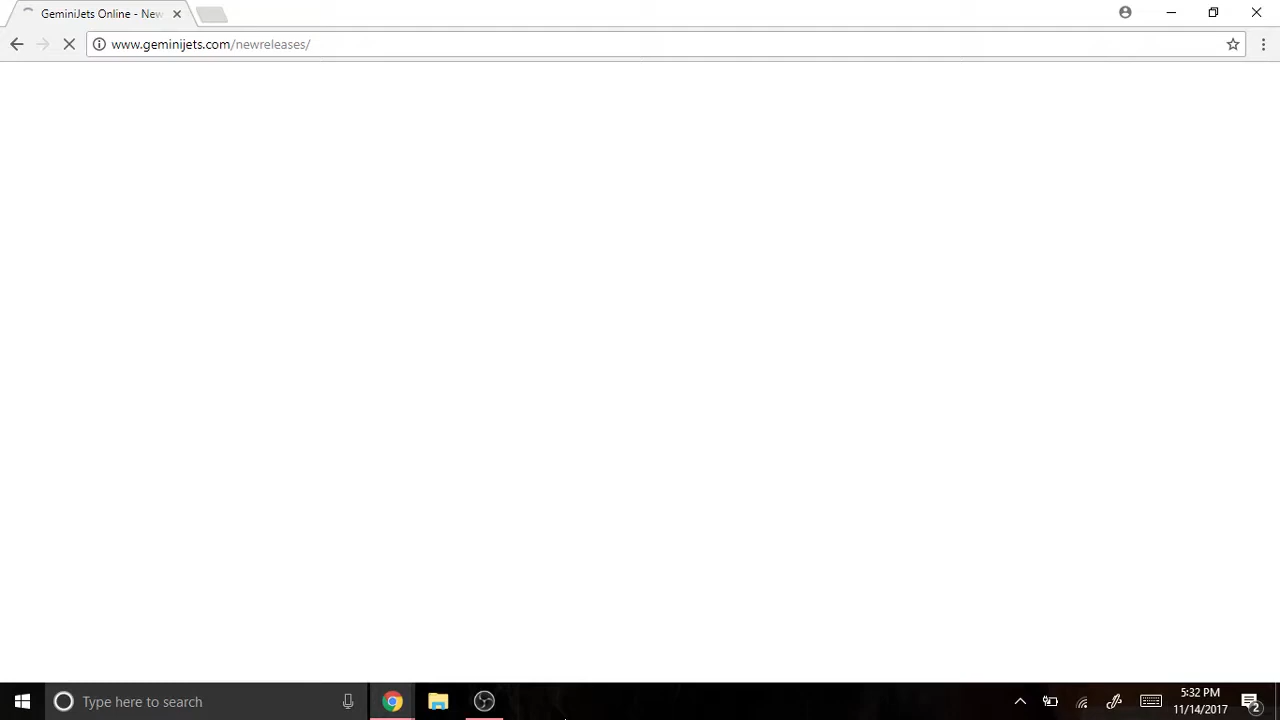 GeminiJets Online - New
www.geminijets.com/newreleases/
Type here to search
5:32 PM
11/14/2017
2